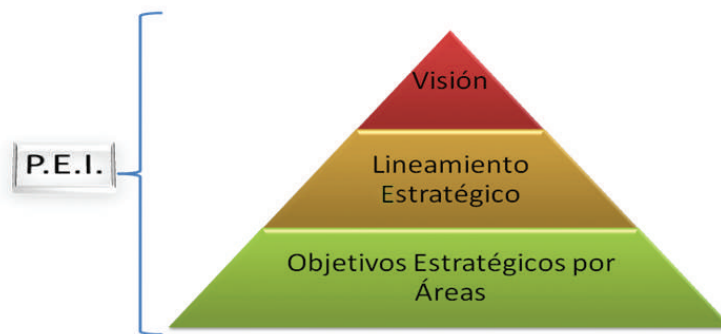 P.E.I.
Visión
Lineamiento
Estratégico
Objetivos Estratégicos por
Áreas